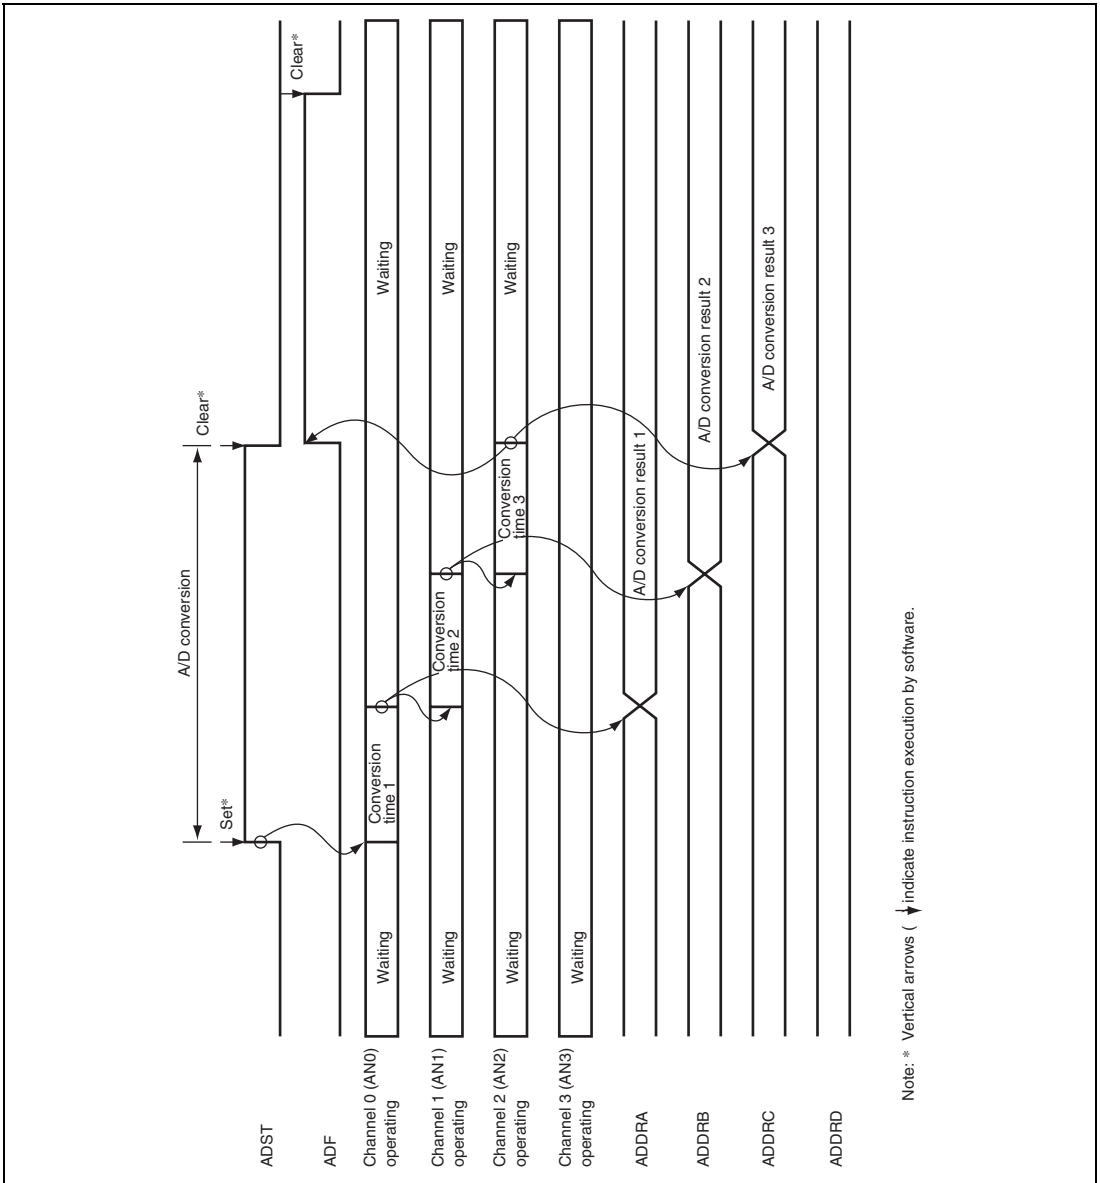 A/D conversion
Set*
Clear*
Clear*
ADST
ADF
Channel 0 (AN0)
operating
Waiting
Conversion
time 1
Waiting
Channel 1 (AN1)
operating
Waiting
Conversion
time 2
Waiting
Channel 2 (AN2)
operating
Waiting
Conversion
time 3
Waiting
Channel 3 (AN3)
operating
Waiting
ADDRA
A/D conversion result 1
ADDRB
A/D conversion result 2
ADDRC
A/D conversion result 3
ADDRD
Note: * Vertical arrows ( ) indicate instruction execution by software.